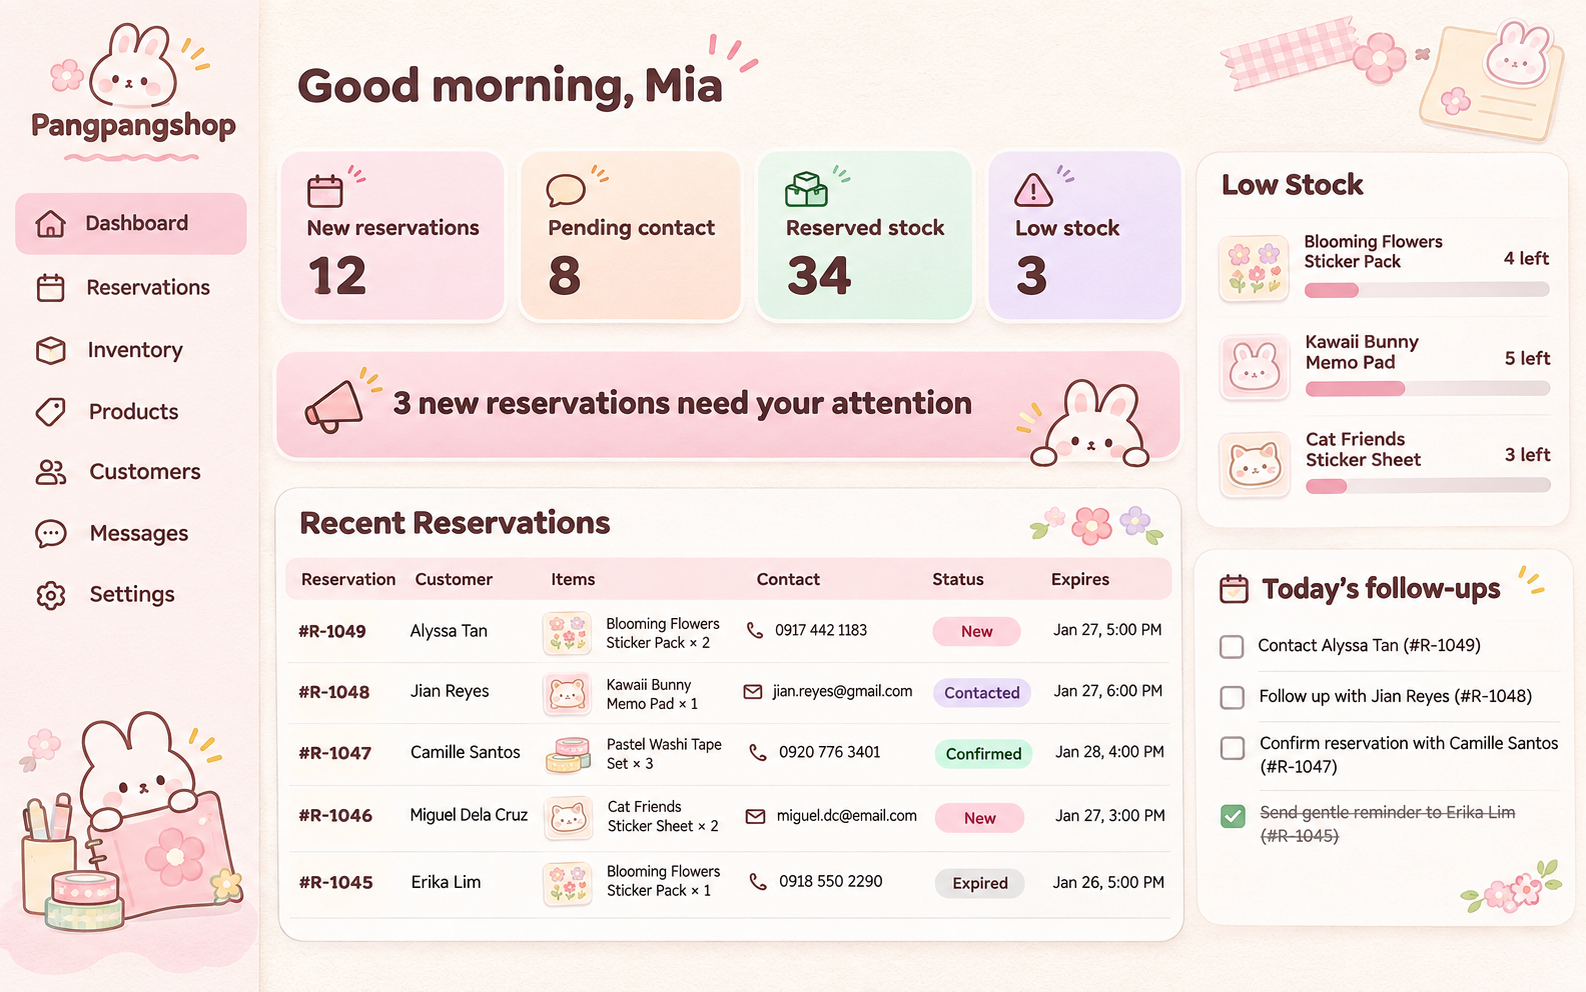 Pangpangshop
Dashboard
Reservations
Inventory
Products
Customers
Messages
Settings
Good morning, Mia
New reservations
12
Pending contact
8
Reserved stock
34
Low stock
3
3 new reservations need your attention
Recent Reservations
Reservation Customer Items Contact Status Expires
#R-1049 Alyssa Tan Blooming Flowers
Sticker Pack × 2 0917 442 1183 New Jan 27, 5:00 PM
#R-1048 Jian Reyes Kawaii Bunny
Memo Pad × 1 jian.reyes@gmail.com Contacted Jan 27, 6:00 PM
#R-1047 Camille Santos Pastel Washi Tape
Set × 3 0920 776 3401 Confirmed Jan 28, 4:00 PM
#R-1046 Miguel Dela Cruz Cat Friends
Sticker Sheet × 2 miguel.dc@email.com New Jan 27, 3:00 PM
#R-1045 Erika Lim Blooming Flowers
Sticker Pack × 1 0918 550 2290 Expired Jan 26, 5:00 PM
Low Stock
Blooming Flowers
Sticker Pack
4 left
Kawaii Bunny
Memo Pad
5 left
Cat Friends
Sticker Sheet
3 left
Today's follow-ups
Contact Alyssa Tan (#R-1049)
Follow up with Jian Reyes (#R-1048)
Confirm reservation with Camille Santos
(#R-1047)
Send gentle reminder to Erika Lim
(#R-1045)